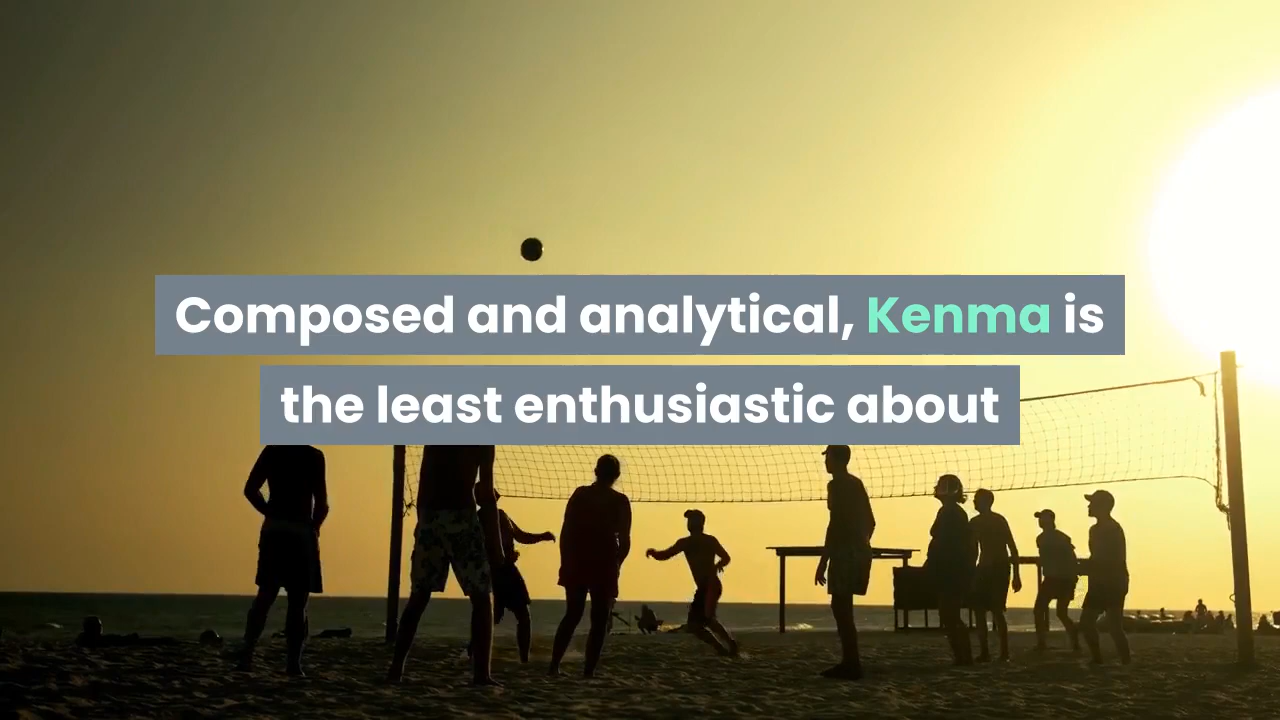 Composed and analytical, Kenma is
the least enthusiastic about